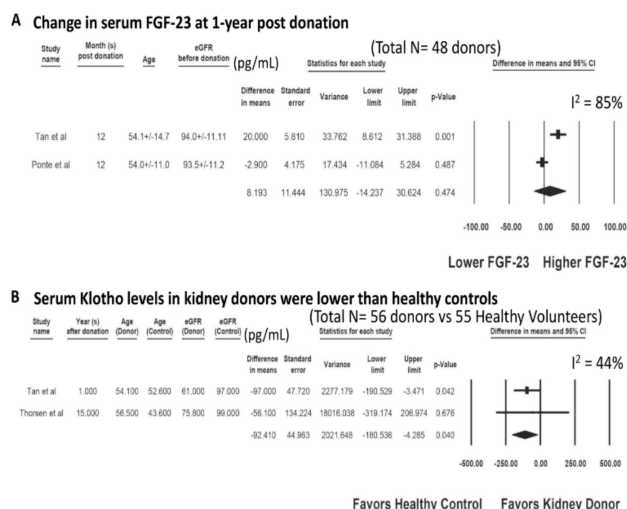 A Change in serum FGF-23 at 1-year post donation
Study name Month (s) post donation Age eGFR before donation (pg/mL) Statistics for each study (Total N= 48 donors) Difference in means and 95% CI
Difference in means Standard error Variance Lower limit Upper limit p-Value
I² = 85%
Tan et al 12 54.1+/-14.7 94.0+/-11.11 20.000 5.810 33.762 8.612 31.388 0.001
Ponte et al 12 54.0+/-11.0 93.5+/-11.2 -2.900 4.175 17.434 -11.084 5.284 0.487
8.193 11.444 130.975 -14.237 30.624 0.474
-100.00 -50.00 0.00 50.00 100.00
Lower FGF-23 Higher FGF-23
B Serum Klotho levels in kidney donors were lower than healthy controls
(Total N= 56 donors vs 55 Healthy Volunteers)
Study name Year (s) after donation Age (Donor) Age (Control) eGFR (Donor) eGFR (Control) (pg/mL) Statistics for each study Difference in means and 95% CI
Difference in means Standard error Variance Lower limit Upper limit p-Value
I² = 44%
Tan et al 1.000 54.100 52.600 61.000 97.000 -97.000 47.720 2277.179 -190.529 -3.471 0.042
Thorsen et al 15.000 56.500 43.600 75.800 99.000 -56.100 134.224 18016.038 -319.174 206.974 0.676
-92.410 44.963 2021.648 -180.536 -4.285 0.040
-500.00 -250.00 0.00 250.00 500.00
Favors Healthy Control Favors Kidney Donor